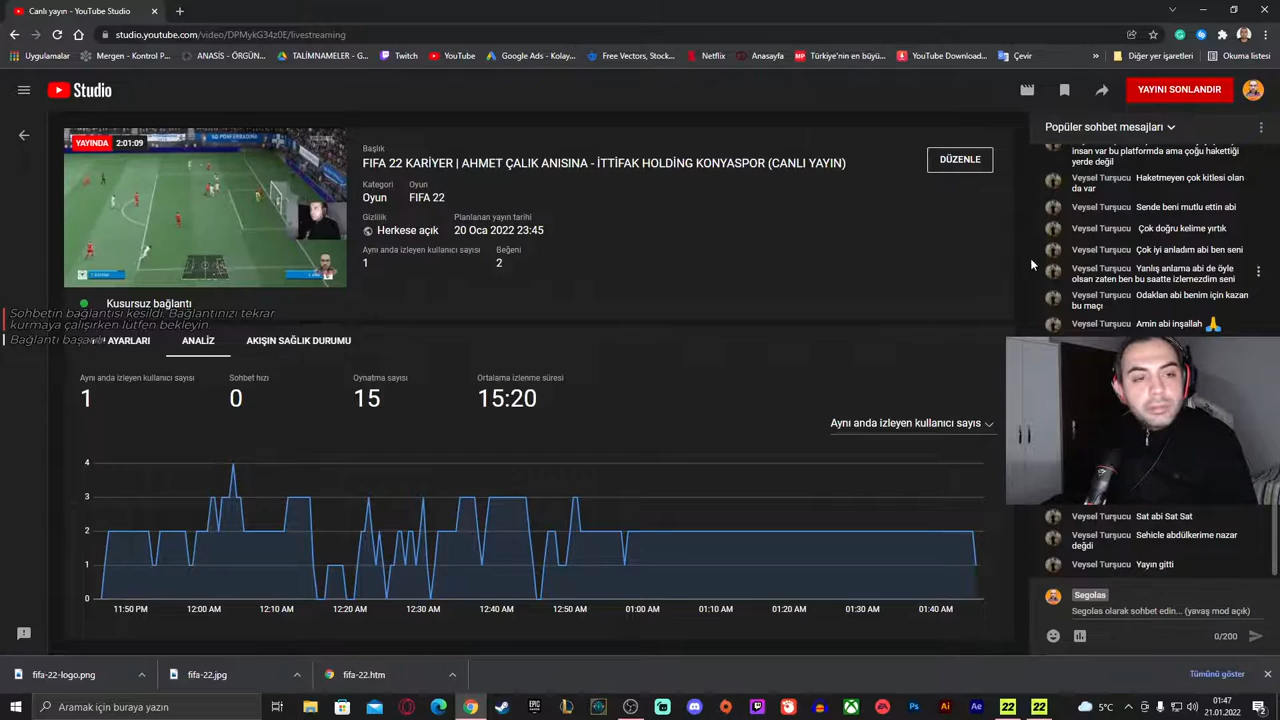 Canlı yayın - YouTube Studio
studio.youtube.com/video/DPMykG34z0E/livestreaming
Uygulamalar
Mergen - Kontrol P...
ANASİS - ÖRGÜN...
TALİMNAMELER - G...
Twitch
YouTube
Google Ads - Kolay...
Free Vectors, Stock...
Netflix
Anasayfa
Türkiye'nin en büyü...
YouTube Download...
Çevir
Diğer yer işaretleri
Okuma listesi
Studio
YAYINI SONLANDIR
YAYINDA 2:01:09
Başlık
FIFA 22 KARİYER | AHMET ÇALIK ANISINA - İTTİFAK HOLDİNG KONYASPOR (CANLI YAYIN)
DÜZENLE
Kategori
Oyun
Oyun
FIFA 22
Gizlilik
Herkese açık
Planlanan yayın tarihi
20 Oca 2022 23:45
Aynı anda izleyen kullanıcı sayısı
1
Beğeni
2
Kusursuz bağlantı
Sohbetin bağlantısı kesildi. Bağlantınızı tekrar
kurmaya çalışırken lütfen bekleyin.
Bağlantı başarılı
AYARLARI
ANALİZ
AKIŞIN SAĞLIK DURUMU
Aynı anda izleyen kullanıcı sayısı
1
Sohbet hızı
0
Oynatma sayısı
15
Ortalama izlenme süresi
15:20
Aynı anda izleyen kullanıcı sayıs
4
3
2
1
0
11:50 PM
12:00 AM
12:10 AM
12:20 AM
12:30 AM
12:40 AM
12:50 AM
01:00 AM
01:10 AM
01:20 AM
01:30 AM
01:40 AM
Popüler sohbet mesajları
insan var bu platformda ama çoğu hakettiği
yerde değil
Veysel Turşucu Haketmeyen çok kitlesi olan
da var
Veysel Turşucu Sende beni mutlu ettin abi
Veysel Turşucu Çok doğru kelime yırtık
Veysel Turşucu Çok iyi anladım abi ben seni
Veysel Turşucu Yanlış anlama abi de öyle
olsan zaten ben bu saatte izlemezdim seni
Veysel Turşucu Odaklan abi benim için kazan
bu maçı
Veysel Turşucu Amin abi inşallah 🙏
Veysel Turşucu Sat abi Sat Sat
Veysel Turşucu Sehicle abdülkerime nazar
değdi
Veysel Turşucu Yayın gitti
Segolas
Segolas olarak sohbet edin... (yavaş mod açık)
0/200
fifa-22-logo.png
fifa-22.jpg
fifa-22.htm
Tümünü göster
Aramak için buraya yazın
5°C
01:47
21.01.2022